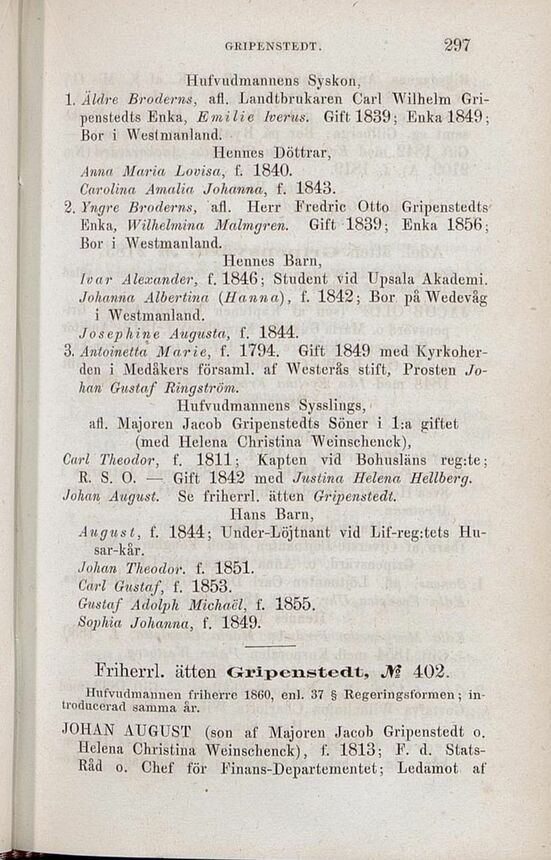 GRIPENSTEDT. 297
Hufvudmannens Syskon,
1. Äldre Broderns, afl. Landtbrukaren Carl Wilhelm Gri-
penstedts Enka, Emilie Iverus. Gift 1839; Enka 1849;
Bor i Westmanland.
Hennes Döttrar,
Anna Maria Lovisa, f. 1840.
Carolina Amalia Johanna, f. 1843.
2. Yngre Broderns, afl. Herr Fredric Otto Gripenstedts
Enka, Wilhelmina Malmgren. Gift 1839; Enka 1856;
Bor i Westmanland.
Hennes Barn,
Ivar Alexander, f. 1846; Student vid Upsala Akademi.
Johanna Albertina (Hanna), f. 1842; Bor på Wedevåg
i Westmanland.
Josephine Augusta, f. 1844.
3. Antoinetta Marie, f. 1794. Gift 1849 med Kyrkoher-
den i Medåkers församl. af Westerås stift, Prosten Jo-
han Gustaf Ringström.
Hufvudmannens Sysslings,
afl. Majoren Jacob Gripenstedts Söner i 1:a giftet
(med Helena Christina Weinschenck),
Carl Theodor, f. 1811; Kapten vid Bohusläns reg:te;
R. S. O. — Gift 1842 med Justina Helena Hellberg.
Johan August. Se friherrl. ätten Gripenstedt.
Hans Barn,
August, f. 1844; Under-Löjtnant vid Lif-reg:tets Hu-
sar-kår.
Johan Theodor. f. 1851.
Carl Gustaf, f. 1853.
Gustaf Adolph Michaël, f. 1855.
Sophia Johanna, f. 1849.
Friherrl. ätten Gripenstedt, № 402.
Hufvudmannen friherre 1860, enl. 37 § Regeringsformen; in-
troducerad samma år.
JOHAN AUGUST (son af Majoren Jacob Gripenstedt o.
Helena Christina Weinschenck), f. 1813; F. d. Stats-
Råd o. Chef för Finans-Departementet; Ledamot af